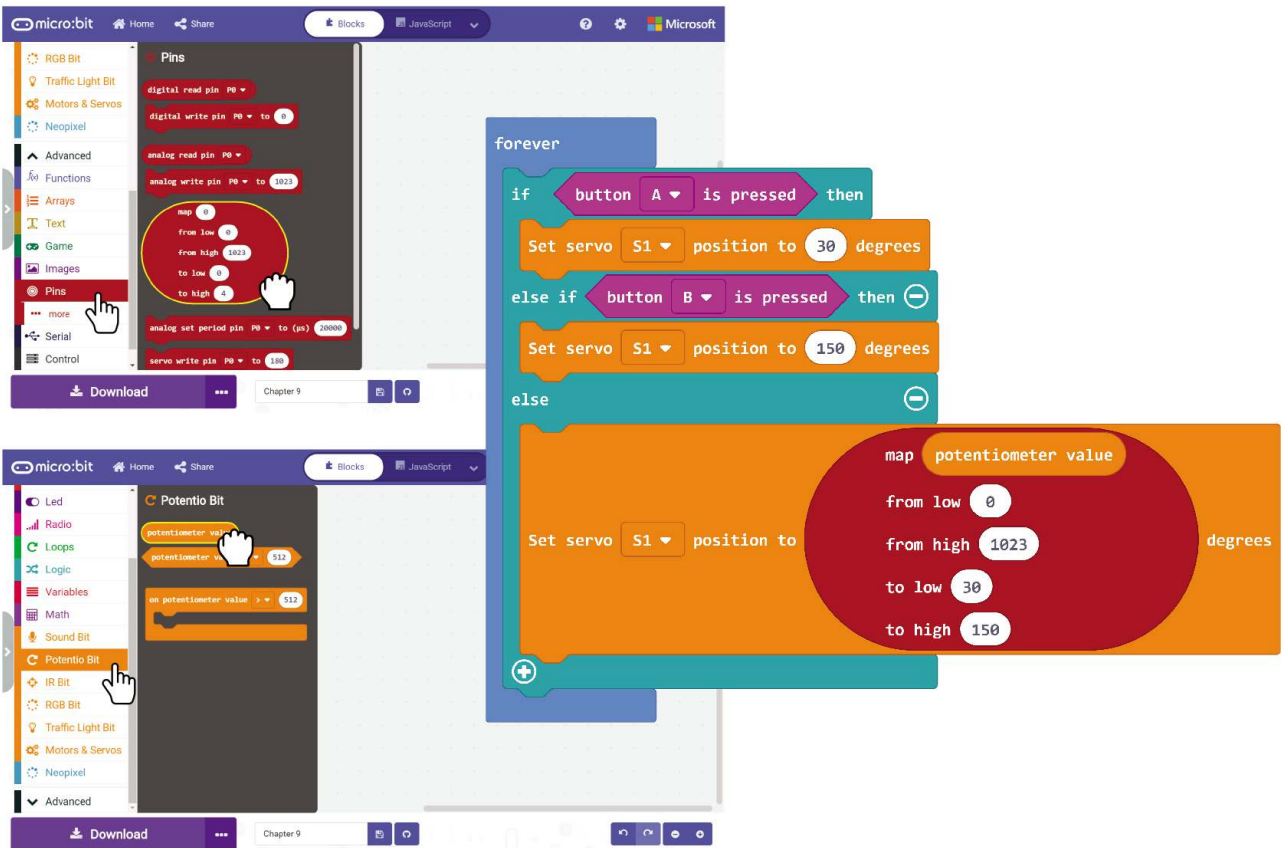 micro:bit Home Share Blocks JavaScript Microsoft
RGB Bit
Traffic Light Bit
Motors & Servos
Neopixel
Advanced
Functions
Arrays
Text
Game
Images
Pins
more
Serial
Control
Pins
digital read pin P0
digital write pin P0 to 0
analog read pin P0
analog write pin P0 to 1023
map 0
from low 0
from high 1023
to low 0
to high 4
analog set period pin P0 to (µs) 20000
servo write pin P0 to 180
Download Chapter 9
micro:bit Home Share Blocks JavaScript
Led
Radio
Loops
Logic
Variables
Math
Sound Bit
Potentio Bit
IR Bit
RGB Bit
Traffic Light Bit
Motors & Servos
Neopixel
Advanced
Potentio Bit
potentiometer
potentiometer 512
on potentiometer value > 512
Download Chapter 9
forever
if button A is pressed then
Set servo S1 position to 30 degrees
else if button B is pressed then
Set servo S1 position to 150 degrees
else
Set servo S1 position to
map potentiometer value
from low 0
from high 1023
to low 30
to high 150
degrees